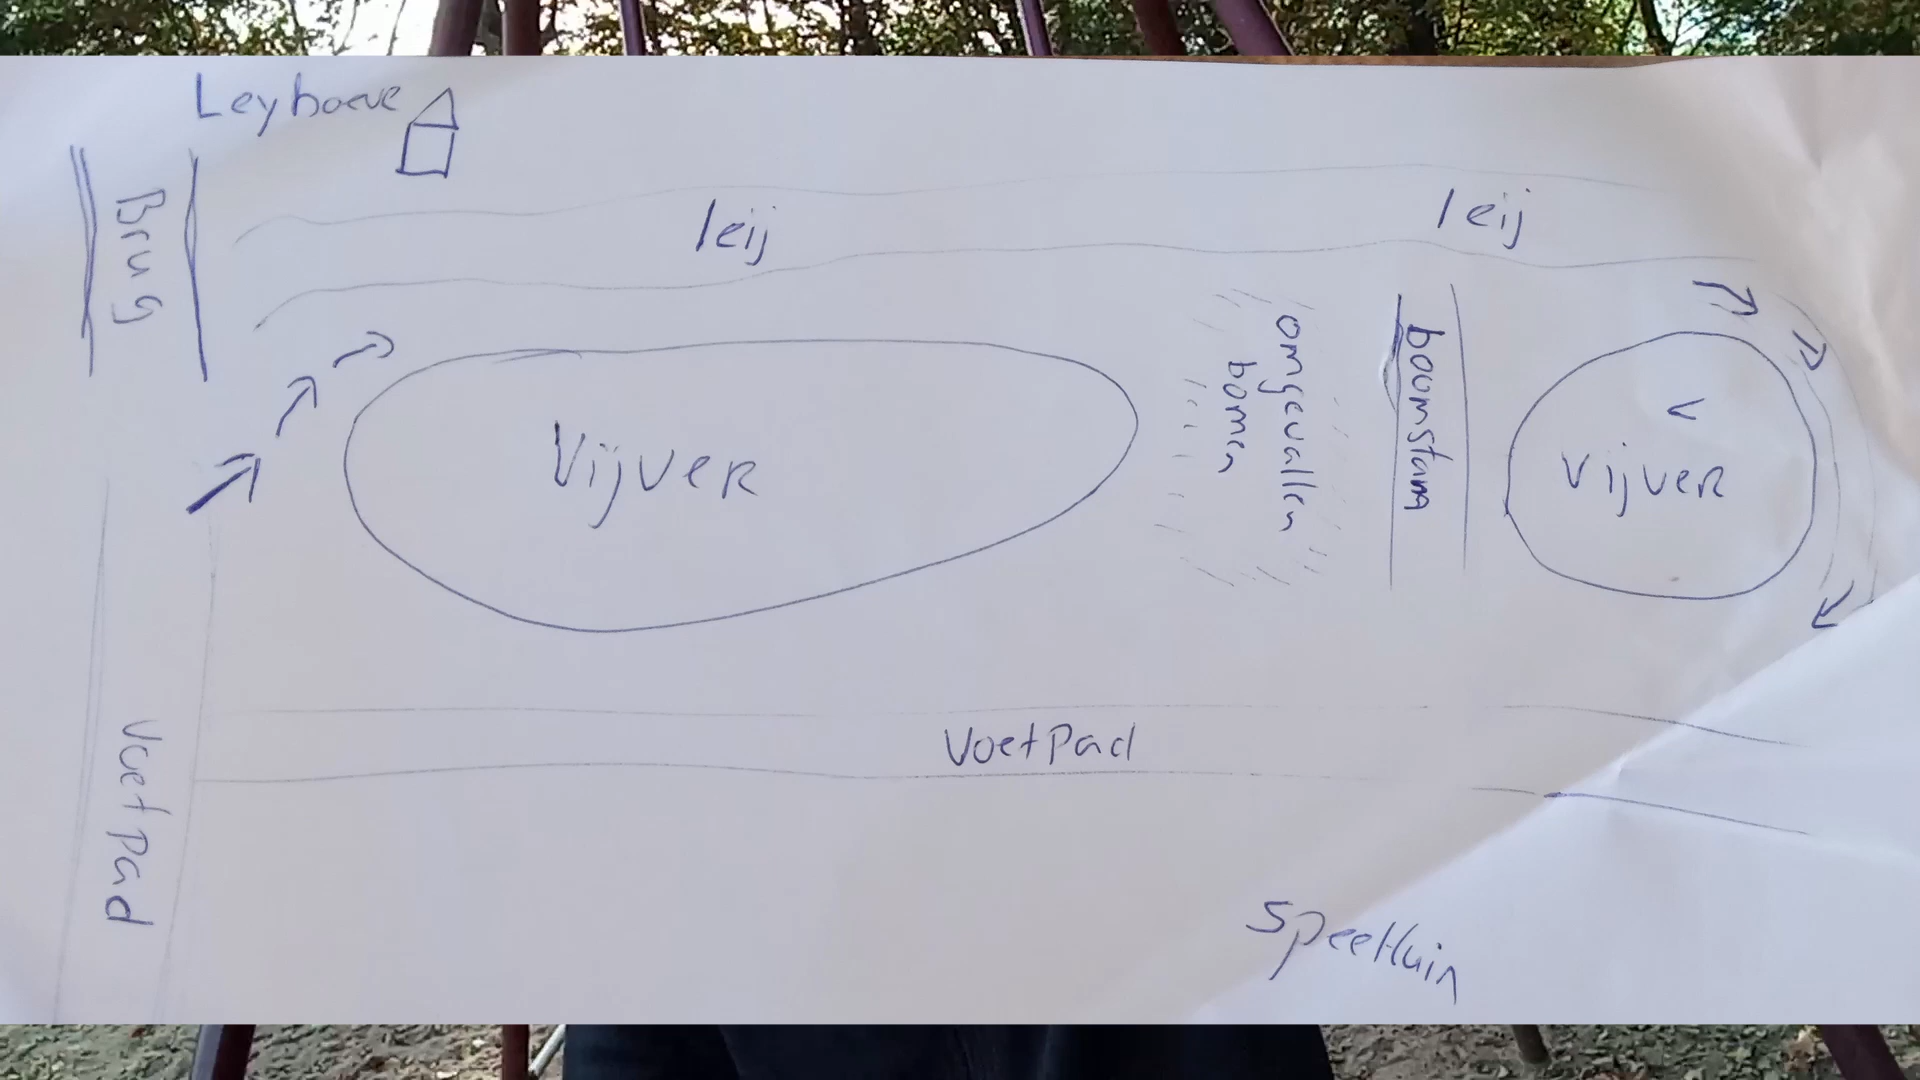 Leyhoeve
Brug
leij
leij
omgevallen
bomen
boomstam
Vijver
V
Vijver
Voetpad
Voetpad
Speeltuin